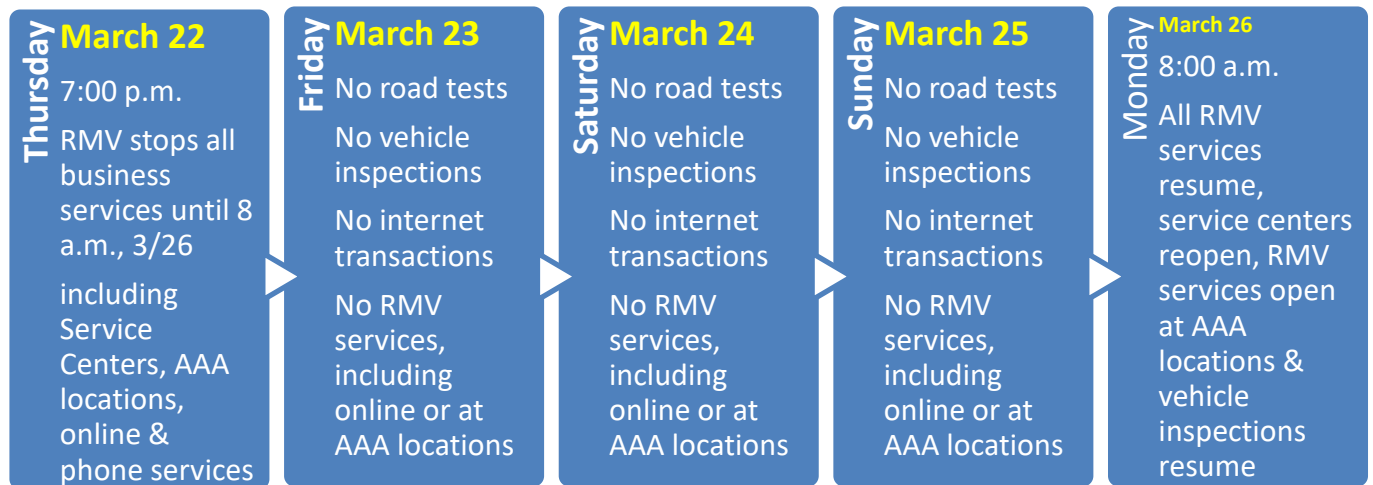 Thursday
March 22
7:00 p.m.
RMV stops all
business
services until 8
a.m., 3/26
including
Service
Centers, AAA
locations,
online &
phone services
Friday
March 23
No road tests
No vehicle
inspections
No internet
transactions
No RMV
services,
including
online or at
AAA locations
Saturday
March 24
No road tests
No vehicle
inspections
No internet
transactions
No RMV
services,
including
online or at
AAA locations
Sunday
March 25
No road tests
No vehicle
inspections
No internet
transactions
No RMV
services,
including
online or at
AAA locations
Monday
March 26
8:00 a.m.
All RMV
services
resume,
service centers
reopen, RMV
services open
at AAA
locations &
vehicle
inspections
resume